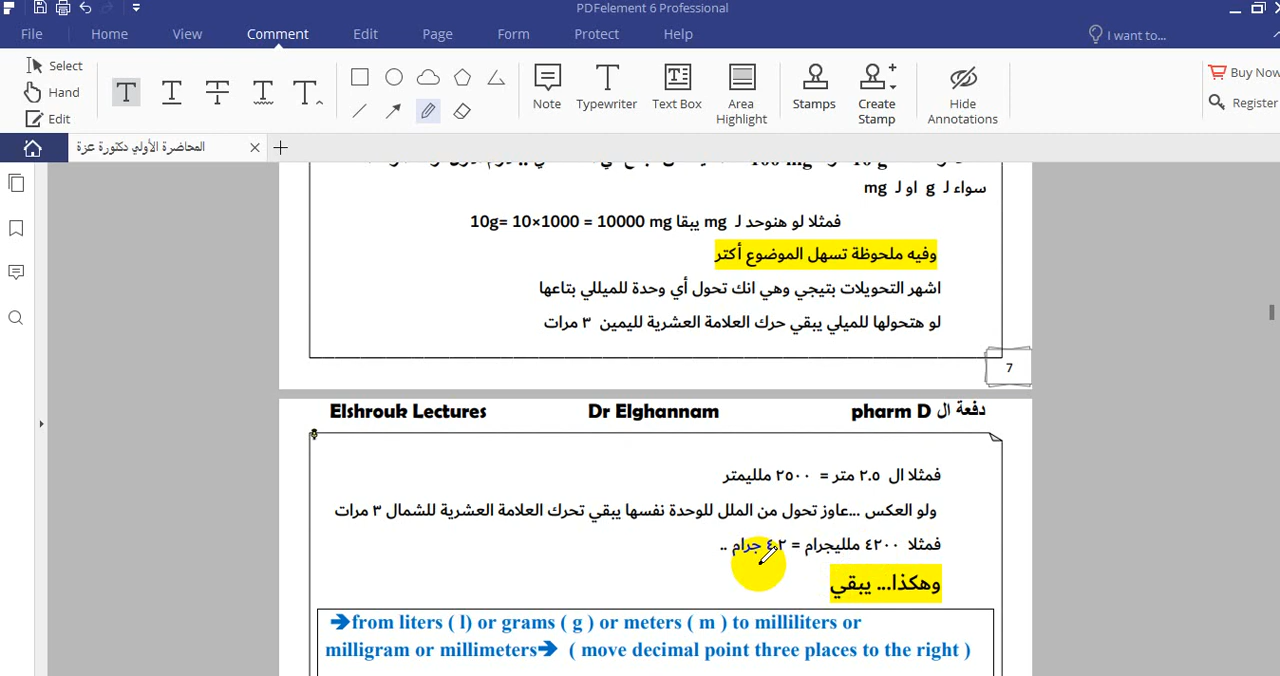 PDFelement 6 Professional
File Home View Comment Edit Page Form Protect Help I want to...
Select
Hand
Edit
Note Typewriter Text Box Area Highlight Stamps Create Stamp Hide Annotations
Buy Now
Register
المحاضرة الأولي دكتورة عزة
سواء لـ g او لـ mg
فمثلا لو هنوحد لـ mg يبقا 10g= 10×1000 = 10000 mg
وفيه ملحوظة تسهل الموضوع أكتر
اشهر التحويلات بتيجي وهي انك تحول أي وحدة للميللي بتاعها
لو هتحولها للميلي يبقي حرك العلامة العشرية لليمين ٣ مرات
7
Elshrouk Lectures Dr Elghannam pharm D دفعة ال
فمثلا ال ٢.٥ متر = ٢٥٠٠ ملليمتر
ولو العكس ...عاوز تحول من الملل للوحدة نفسها يبقي تحرك العلامة العشرية للشمال ٣ مرات
فمثلا ٤٢٠٠ ملليجرام = ٤.٢ جرام ..
وهكذا... يبقي
➔from liters ( l) or grams ( g ) or meters ( m ) to milliliters or
milligram or millimeters➔ ( move decimal point three places to the right )